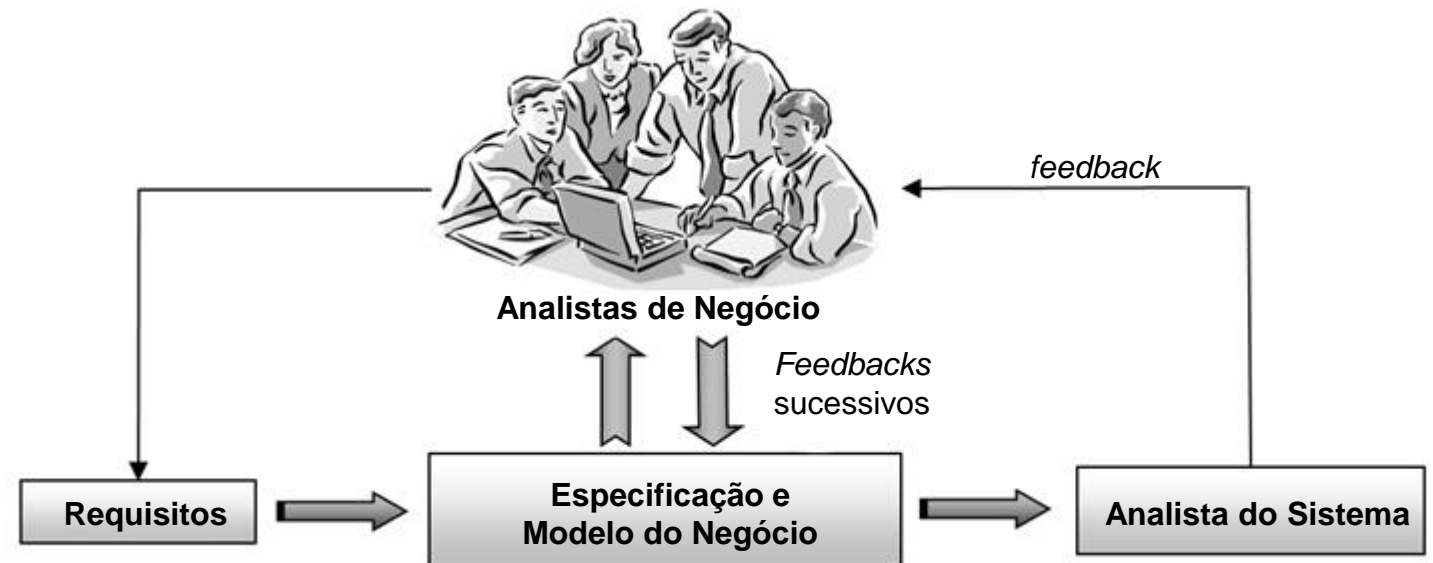 feedback
Analistas de Negócio
Feedbacks
sucessivos
Requisitos
Especificação e
Modelo do Negócio
Analista do Sistema